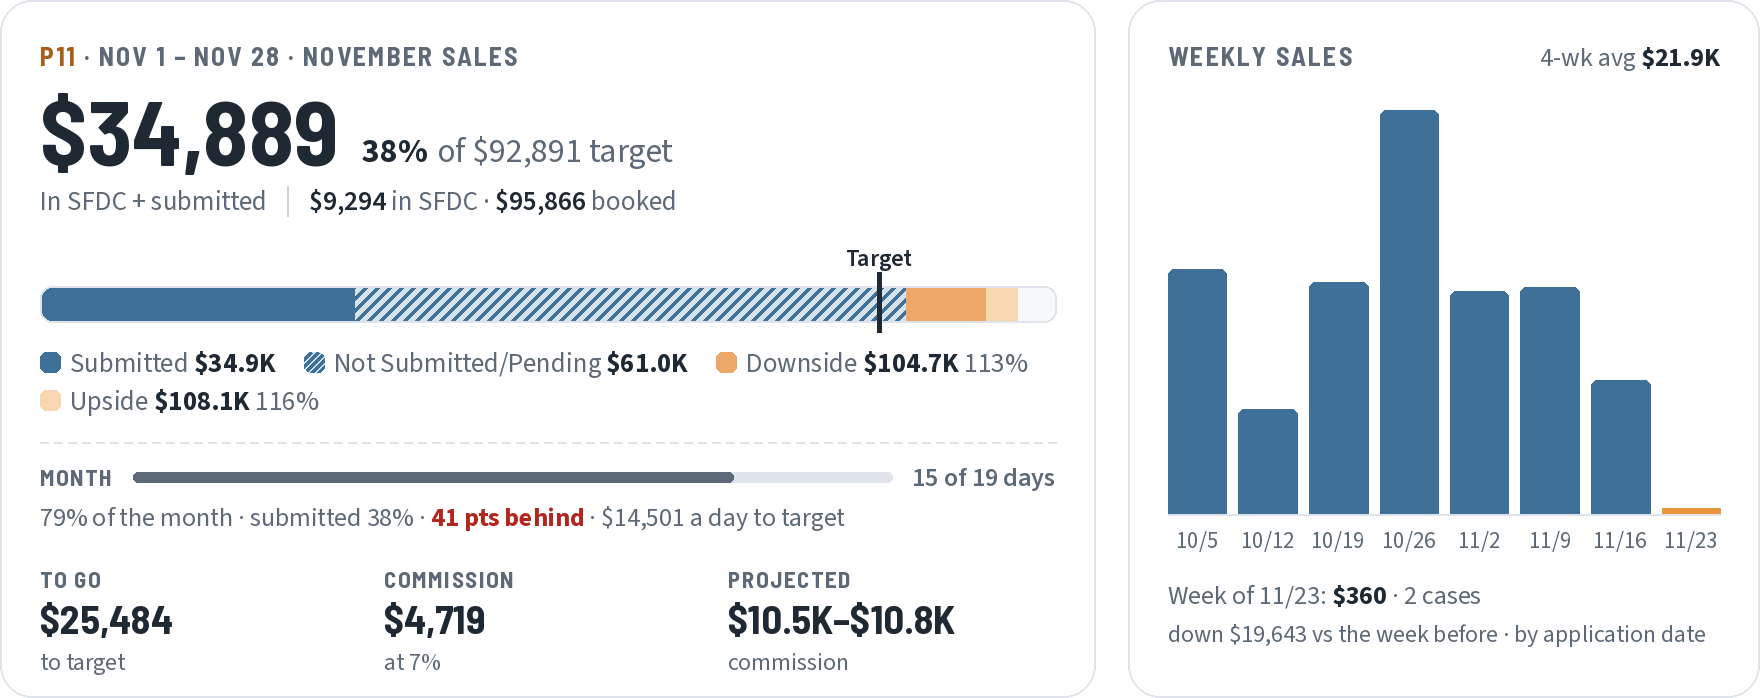 P11 · NOV 1 – NOV 28 · NOVEMBER SALES
$34,889 38% of $92,891 target
In SFDC + submitted $9,294 in SFDC · $95,866 booked
Target
Submitted $34.9K Not Submitted/Pending $61.0K Downside $104.7K 113%
Upside $108.1K 116%
MONTH 15 of 19 days
79% of the month · submitted 38% · 41 pts behind · $14,501 a day to target
TO GO COMMISSION PROJECTED
$25,484 $4,719 $10.5K–$10.8K
to target at 7% commission
WEEKLY SALES 4-wk avg $21.9K
10/5 10/12 10/19 10/26 11/2 11/9 11/16 11/23
Week of 11/23: $360 · 2 cases
down $19,643 vs the week before · by application date